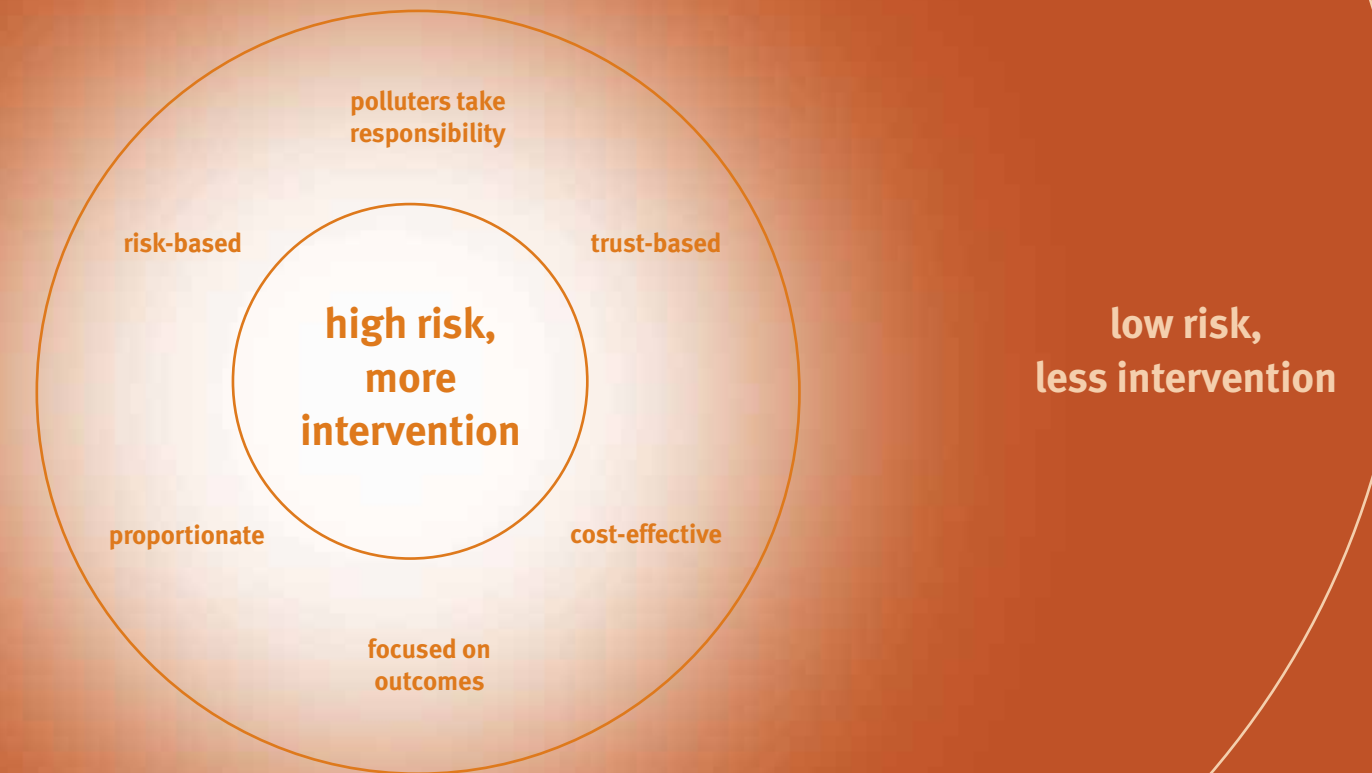 polluters take
responsibility
risk-based
trust-based
high risk,
more
intervention
low risk,
less intervention
proportionate
cost-effective
focused on
outcomes